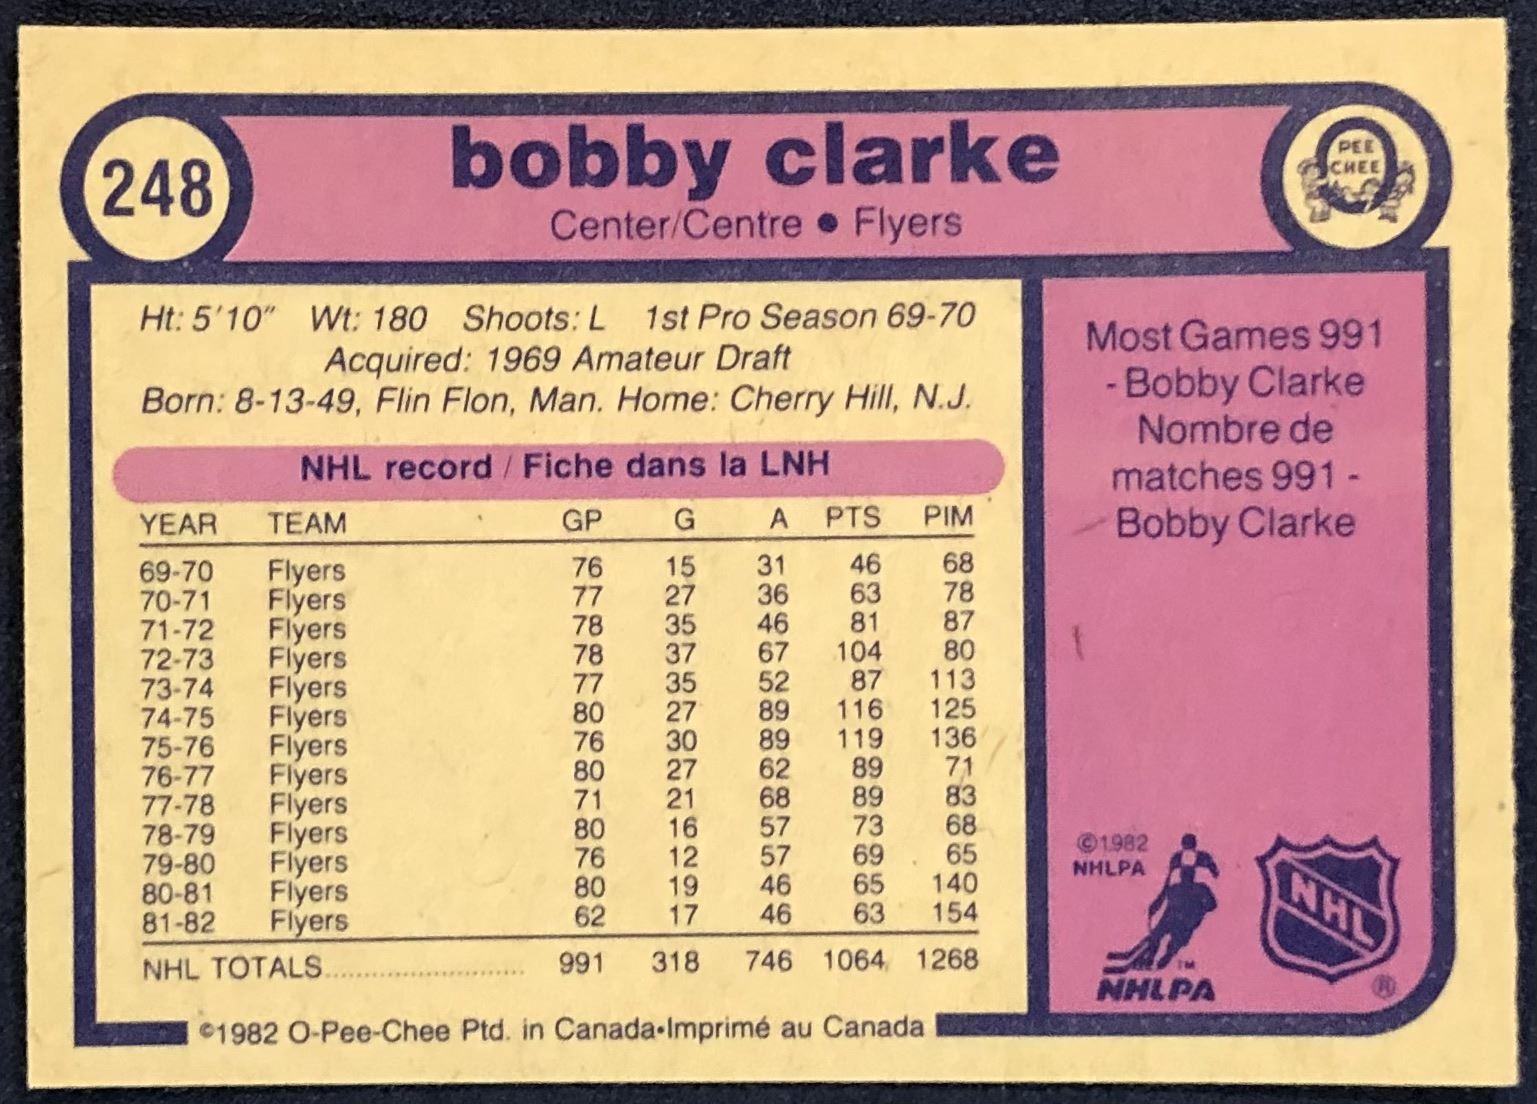 248
bobby clarke
Center/Centre • Flyers
PEE
CHEE
Ht: 5'10" Wt: 180 Shoots: L 1st Pro Season 69-70
Acquired: 1969 Amateur Draft
Born: 8-13-49, Flin Flon, Man. Home: Cherry Hill, N.J.
NHL record / Fiche dans la LNH
YEAR TEAM GP G A PTS PIM
69-70 Flyers 76 15 31 46 68
70-71 Flyers 77 27 36 63 78
71-72 Flyers 78 35 46 81 87
72-73 Flyers 78 37 67 104 80
73-74 Flyers 77 35 52 87 113
74-75 Flyers 80 27 89 116 125
75-76 Flyers 76 30 89 119 136
76-77 Flyers 80 27 62 89 71
77-78 Flyers 71 21 68 89 83
78-79 Flyers 80 16 57 73 68
79-80 Flyers 76 12 57 69 65
80-81 Flyers 80 19 46 65 140
81-82 Flyers 62 17 46 63 154
NHL TOTALS........................ 991 318 746 1064 1268
©1982 O-Pee-Chee Ptd. in Canada•Imprimé au Canada
Most Games 991
- Bobby Clarke
Nombre de
matches 991 -
Bobby Clarke
©1982
NHLPA
TM
NHLPA
NHL
®